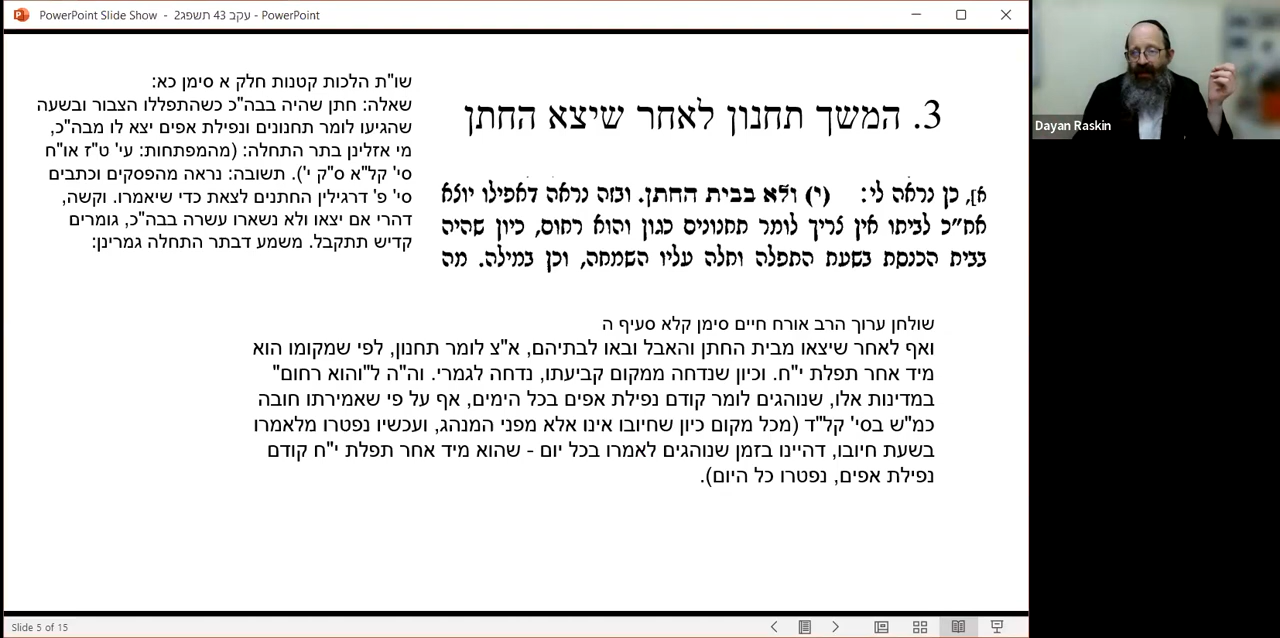 PowerPoint Slide Show - עקב 43 תשפג2 - PowerPoint
Dayan Raskin
3. המשך תחנון לאחר שיצא החתן
א], כן נראה לי: (י) ולא בבית החתן. ובזה נראה דאפילו יוצא
אח״כ לביתו אין צריך לומר תחנונים כגון והוא רחום, כיון שהיה
בבית הכנסת בשעת התפלה וחלה עליו השמחה, וכן במילה. מה
שו"ת הלכות קטנות חלק א סימן כא:
שאלה: חתן שהיה בבה"כ כשהתפללו הצבור ובשעה
שהגיעו לומר תחנונים ונפילת אפים יצא לו מבה"כ,
מי אזלינן בתר התחלה: (מהמפתחות: עי' ט"ז או"ח
סי' קל"א ס"ק י'). תשובה: נראה מהפסקים וכתבים
סי' פ' דרגילין החתנים לצאת כדי שיאמרו. וקשה,
דהרי אם יצאו ולא נשארו עשרה בבה"כ, גומרים
קדיש תתקבל. משמע דבתר התחלה גמרינן:
שולחן ערוך הרב אורח חיים סימן קלא סעיף ה
ואף לאחר שיצאו מבית החתן והאבל ובאו לבתיהם, א"צ לומר תחנון, לפי שמקומו הוא
מיד אחר תפלת י"ח. וכיון שנדחה ממקום קביעתו, נדחה לגמרי. וה"ה ל"והוא רחום"
במדינות אלו, שנוהגים לומר קודם נפילת אפים בכל הימים, אף על פי שאמירתו חובה
כמ"ש בסי' קל"ד (מכל מקום כיון שחיובו אינו אלא מפני המנהג, ועכשיו נפטרו מלאמרו
בשעת חיובו, דהיינו בזמן שנוהגים לאמרו בכל יום - שהוא מיד אחר תפלת י"ח קודם
נפילת אפים, נפטרו כל היום).
Slide 5 of 15